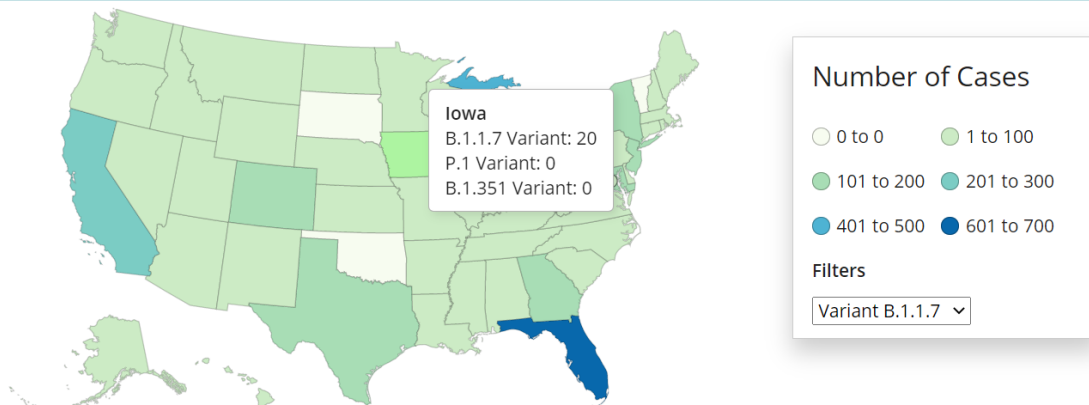 Iowa
B.1.1.7 Variant: 20
P.1 Variant: 0
B.1.351 Variant: 0
Number of Cases
0 to 0
1 to 100
101 to 200
201 to 300
401 to 500
601 to 700
Filters
Variant B.1.1.7